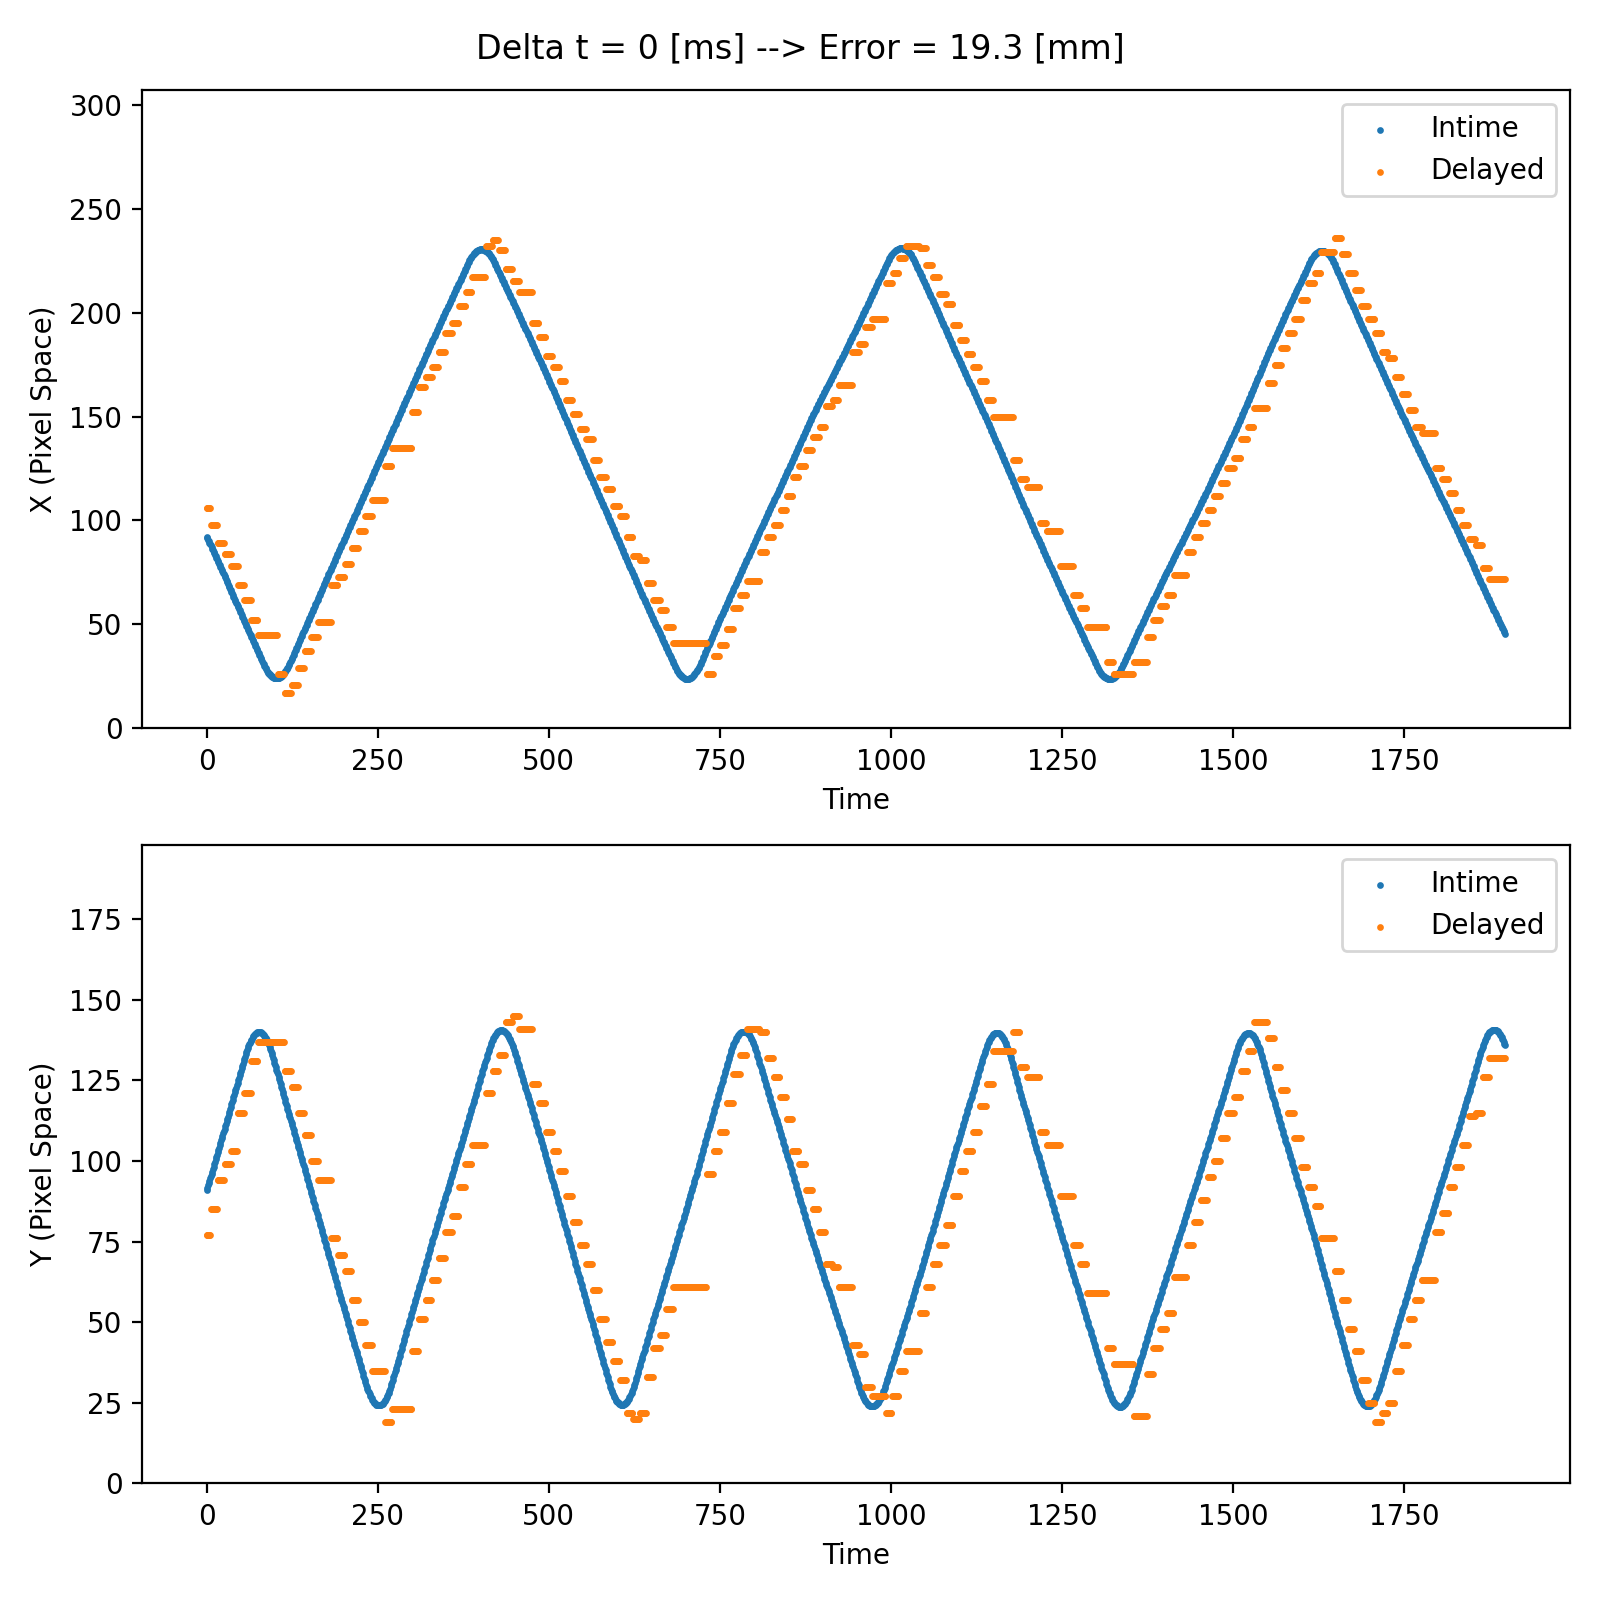 Delta t = 0 [ms] --> Error = 19.3 [mm]
300
250
200
150
100
50
0
X (Pixel Space)
Intime
Delayed
0 250 500 750 1000 1250 1500 1750
Time
175
150
125
100
75
50
25
0
Y (Pixel Space)
Intime
Delayed
0 250 500 750 1000 1250 1500 1750
Time